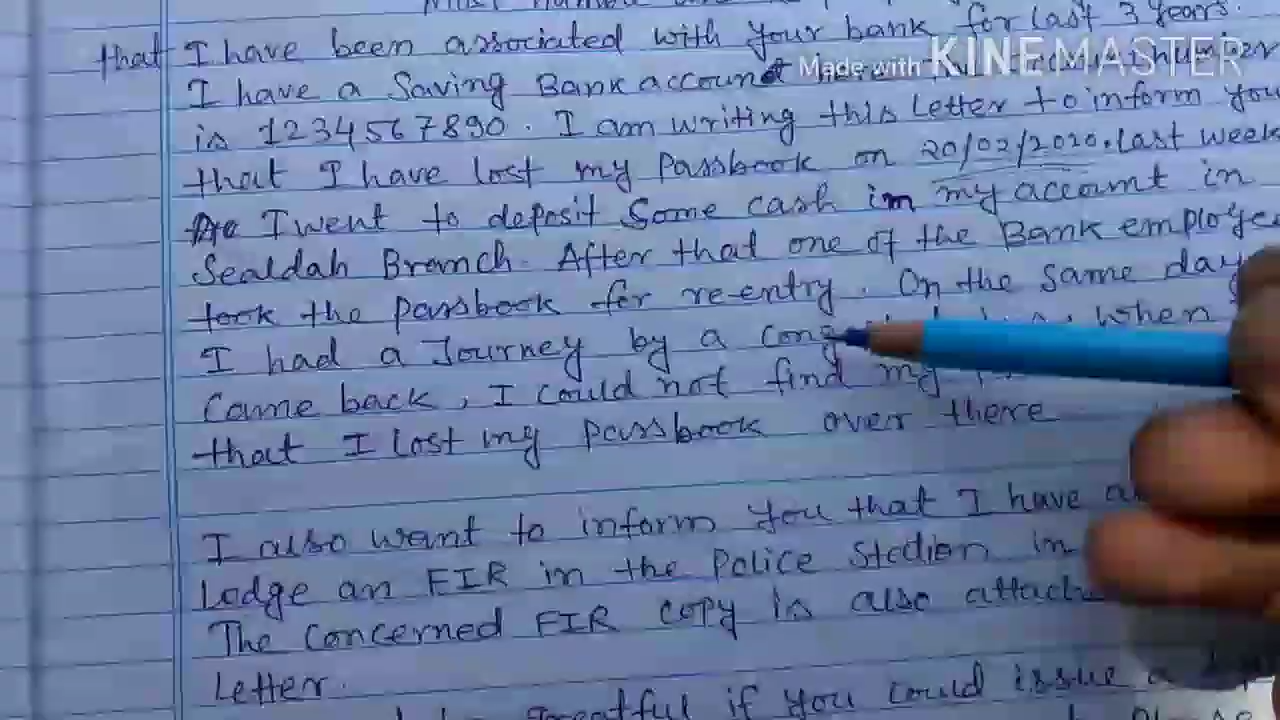 that I have been associated with your bank for last 3 years.
I have a Saving Bank account number
is 1234567890. I am writing this Letter to inform you
that I have lost my Passbook on 20/02/2020. last week
I went to deposit Some cash in my account in
Sealdah Branch. After that one of the Bank employee
took the passbook for re-entry. On the same day
I had a Journey by a when
Came back, I could not find my
that I lost my passbook over there
I also want to inform you that I have
Lodge an FIR in the Police Station in
The Concerned FIR copy is also
Letter.
if you could issue a
Made with KINEMASTER